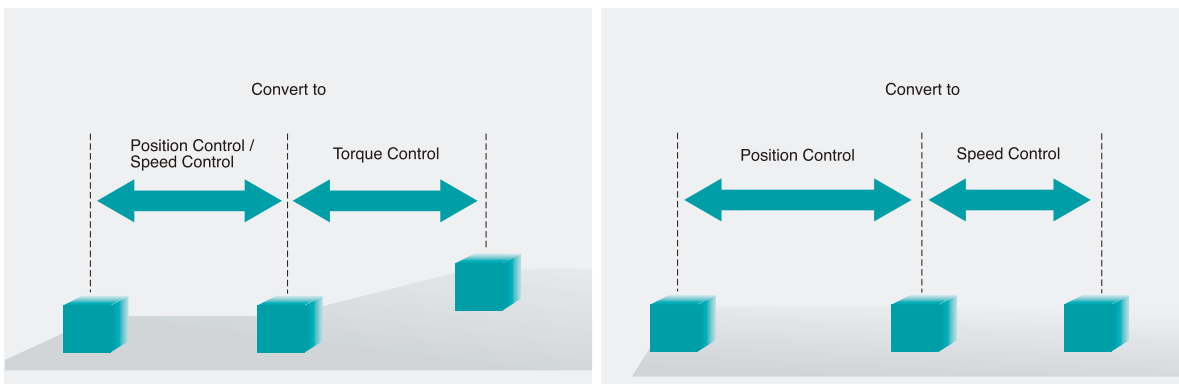 Convert to
Position Control /
Speed Control
Torque Control
Convert to
Position Control
Speed Control